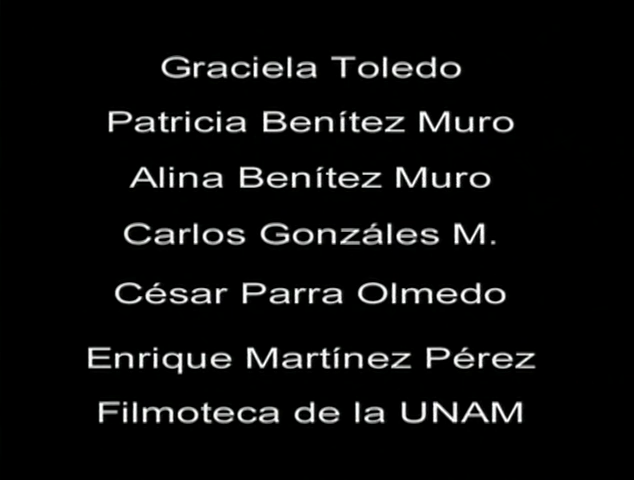 Graciela Toledo
Patricia Benítez Muro
Alina Benítez Muro
Carlos Gonzáles M.
César Parra Olmedo
Enrique Martínez Pérez
Filmoteca de la UNAM